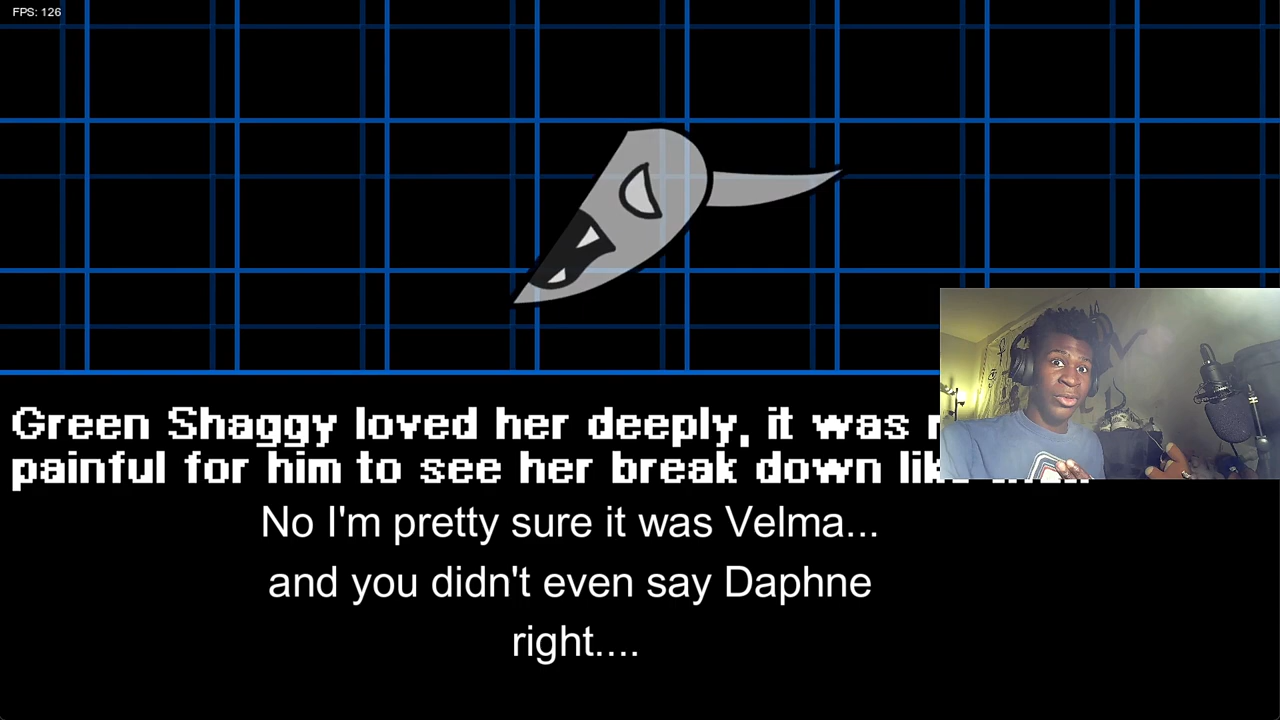 FPS: 126
Green Shaggy loved her deeply, it was
painful for him to see her break down
No I'm pretty sure it was Velma...
and you didn't even say Daphne
right....